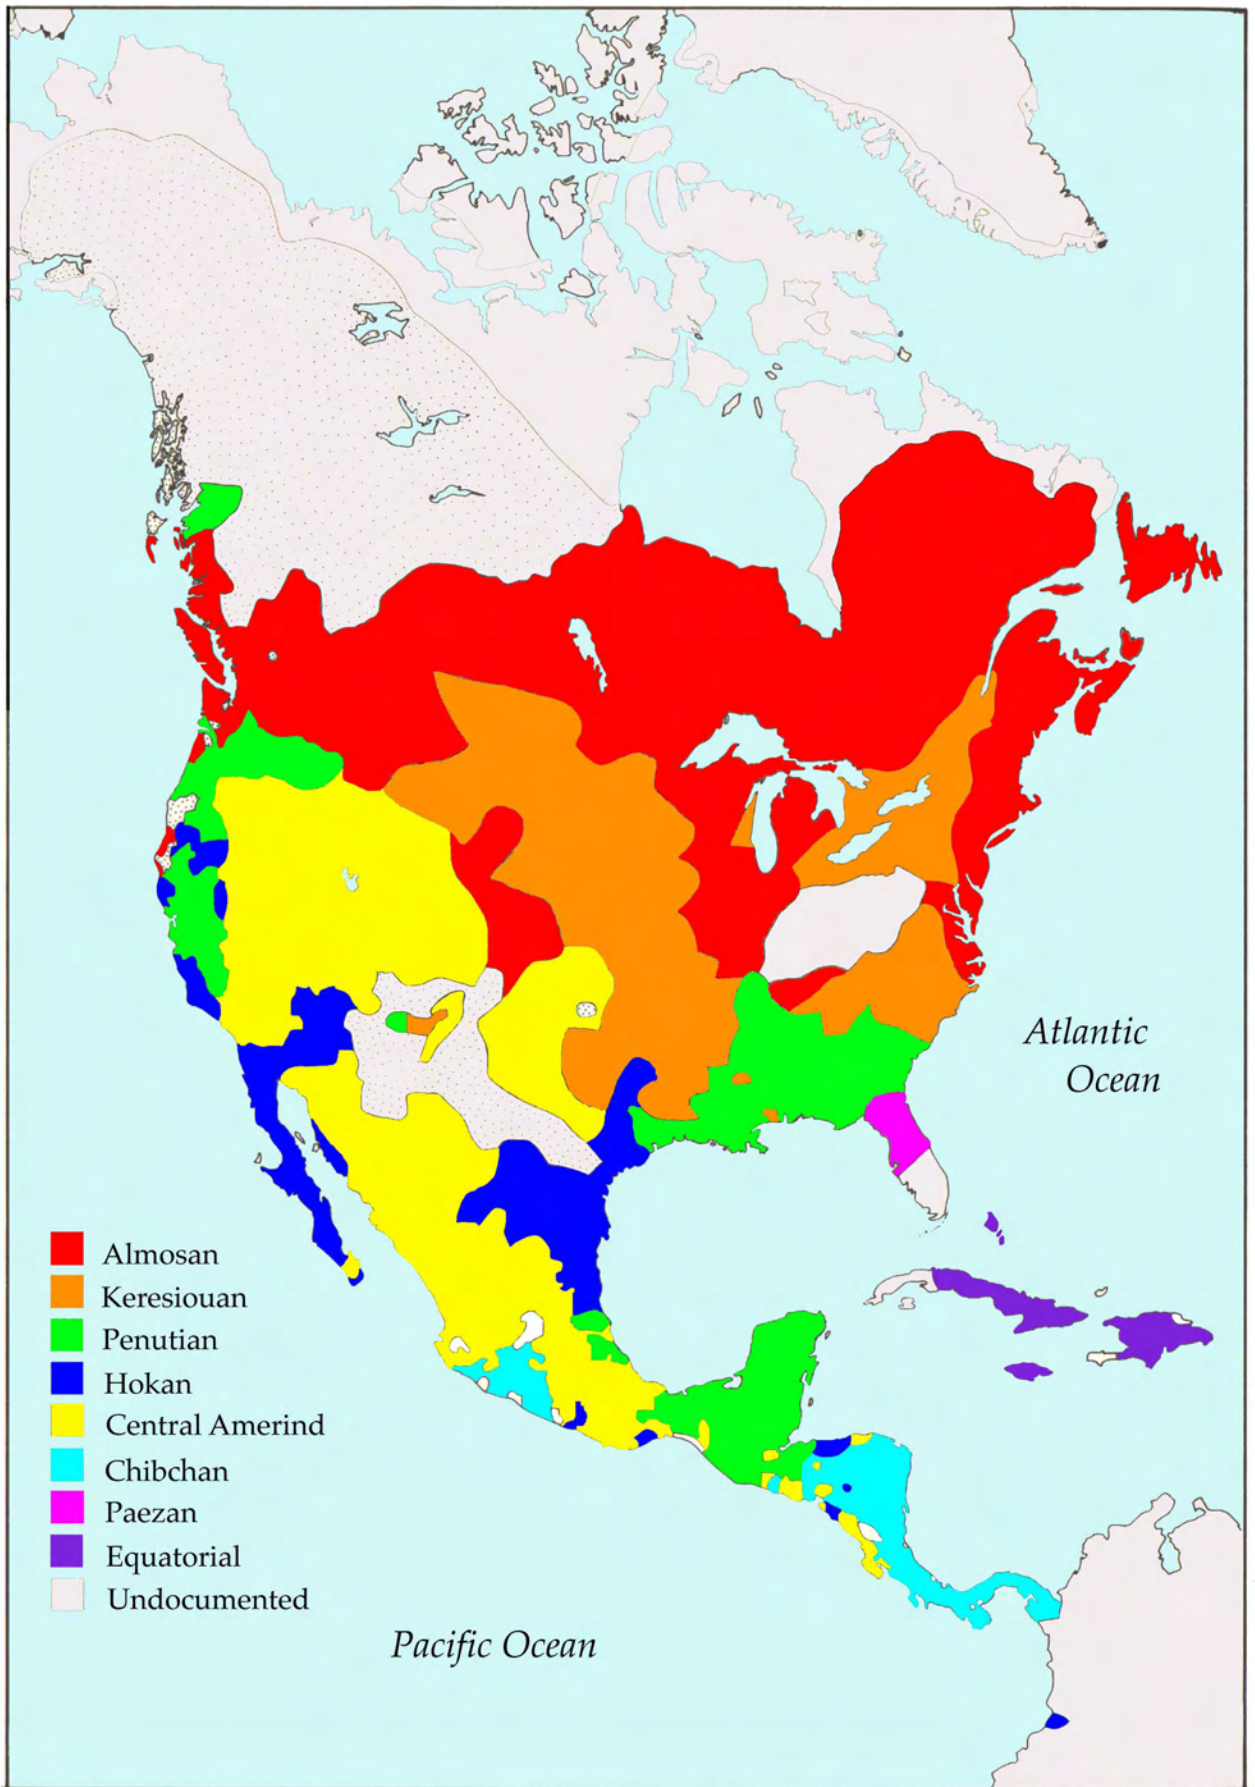 Atlantic
Ocean
Almosan
Keresiouan
Penutian
Hokan
Central Amerind
Chibchan
Paezan
Equatorial
Undocumented
Pacific Ocean